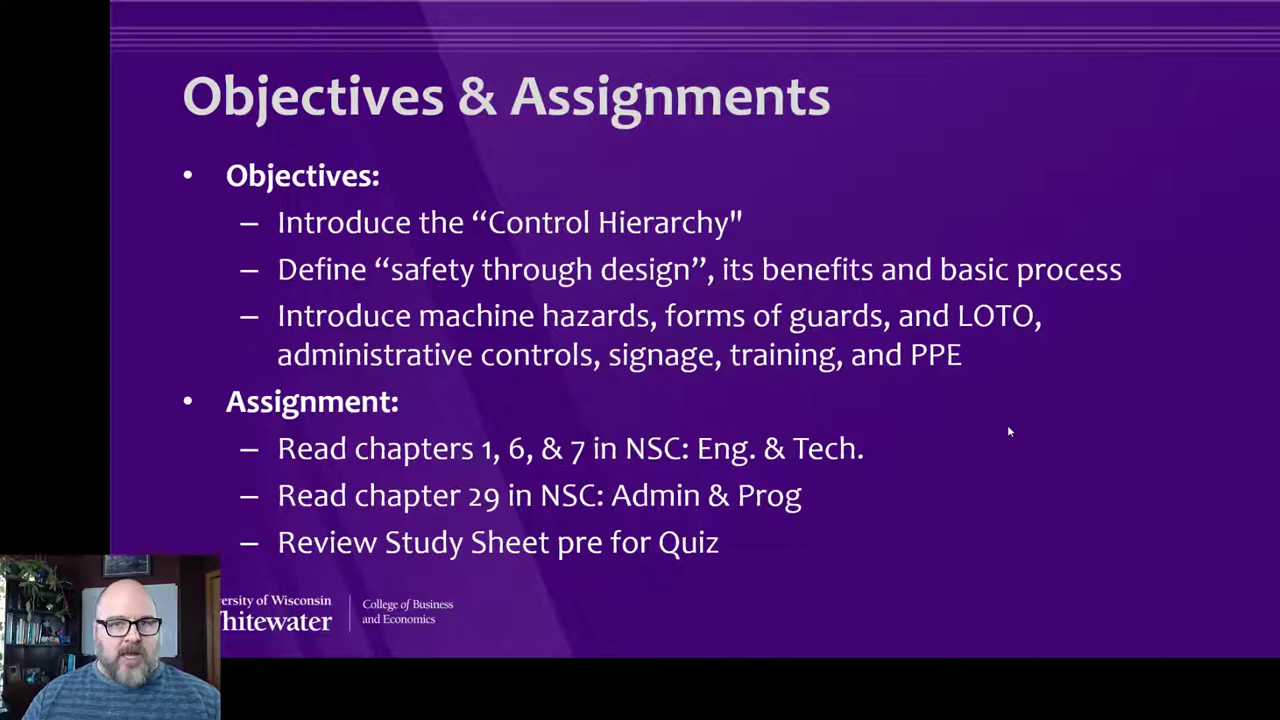 Objectives & Assignments
• Objectives:
– Introduce the “Control Hierarchy"
– Define “safety through design”, its benefits and basic process
– Introduce machine hazards, forms of guards, and LOTO,
administrative controls, signage, training, and PPE
• Assignment:
– Read chapters 1, 6, & 7 in NSC: Eng. & Tech.
– Read chapter 29 in NSC: Admin & Prog
– Review Study Sheet pre for Quiz
ersity of Wisconsin
hitewater
College of Business
and Economics